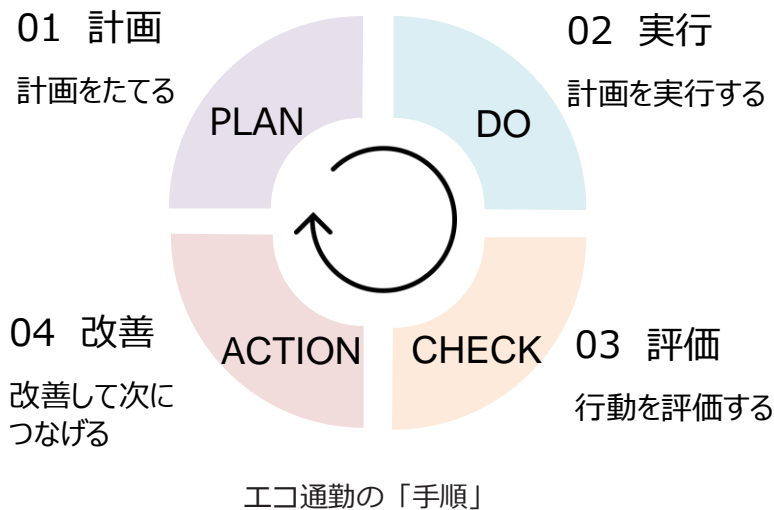 01 計画
計画をたてる
PLAN
02 実行
計画を実行する
DO
03 評価
行動を評価する
CHECK
04 改善
改善して次に
つなげる
ACTION
エコ通勤の「手順」